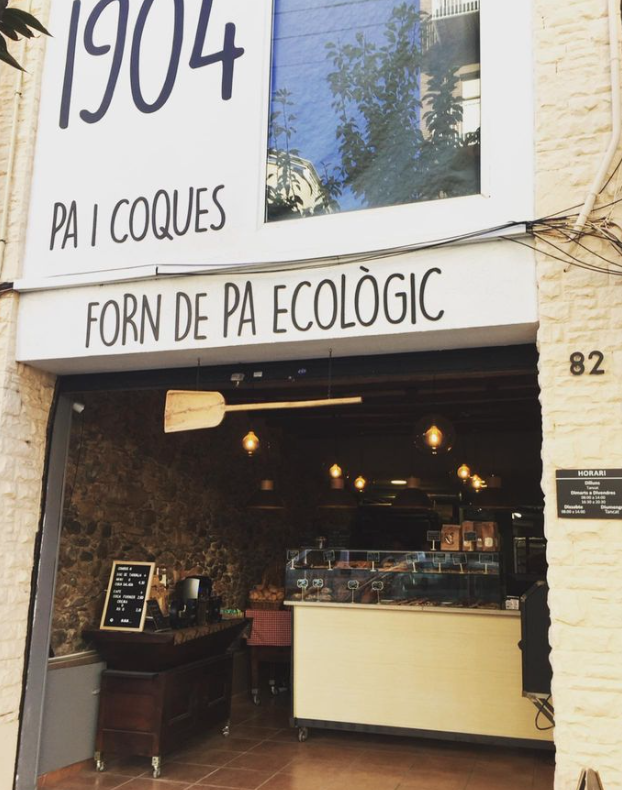 1904
PA I COQUES
FORN DE PA ECOLÒGIC
82
HORARI
Dilluns
Tancat
Dimarts a Divendres
Dissabte Diumenge
Tancat